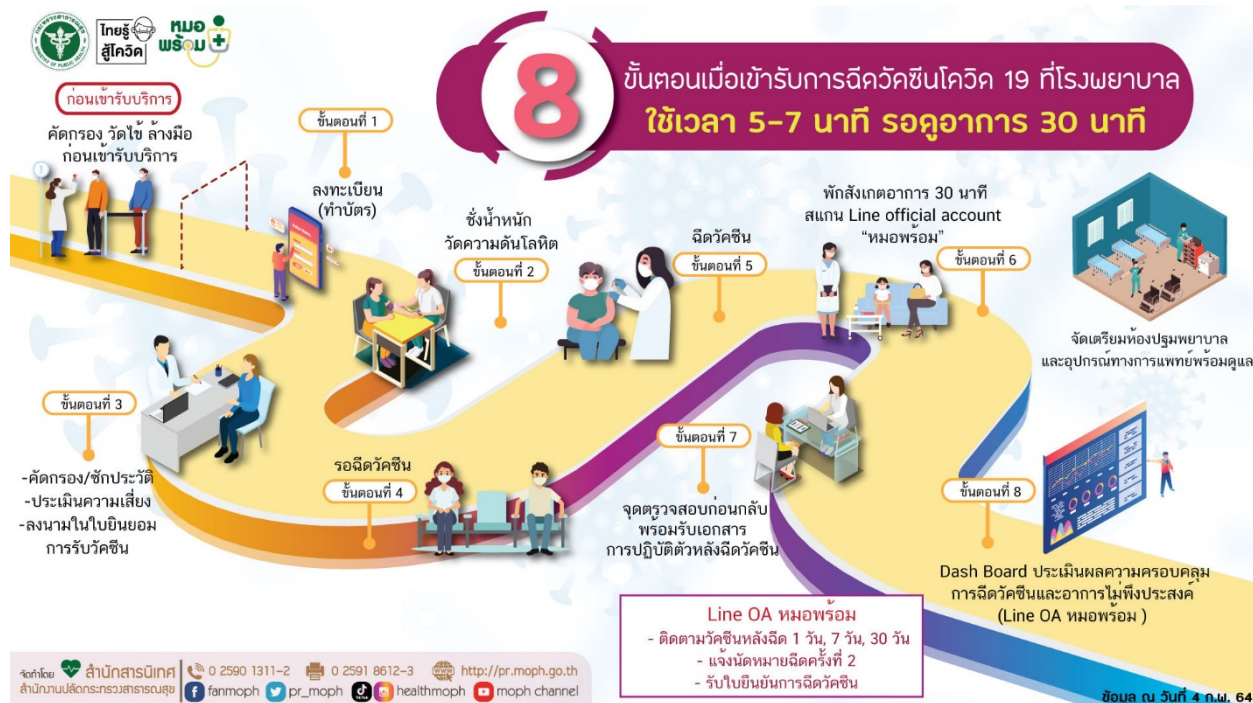 กระทรวงสาธารณสุข
MINISTRY OF PUBLIC HEALTH
ไทยรู้
สู้โควิด
หมอ
พร้อม
8
ขั้นตอนเมื่อเข้ารับการฉีดวัคซีนโควิด 19 ที่โรงพยาบาล
ใช้เวลา 5-7 นาที รอดูอาการ 30 นาที
ก่อนเข้ารับบริการ
คัดกรอง วัดไข้ ล้างมือ
ก่อนเข้ารับบริการ
ขั้นตอนที่ 1
ลงทะเบียน
(ทำบัตร)
ชั่งน้ำหนัก
วัดความดันโลหิต
ขั้นตอนที่ 2
ขั้นตอนที่ 3
-คัดกรอง/ซักประวัติ
-ประเมินความเสี่ยง
-ลงนามในใบยินยอม
การรับวัคซีน
รอฉีดวัคซีน
ขั้นตอนที่ 4
ฉีดวัคซีน
ขั้นตอนที่ 5
พักสังเกตอาการ 30 นาที
สแกน Line official account
“หมอพร้อม”
ขั้นตอนที่ 6
จัดเตรียมห้องปฐมพยาบาล
และอุปกรณ์ทางการแพทย์พร้อมดูแล
ขั้นตอนที่ 7
จุดตรวจสอบก่อนกลับ
พร้อมรับเอกสาร
การปฏิบัติตัวหลังฉีดวัคซีน
ขั้นตอนที่ 8
Dash Board ประเมินผลความครอบคลุม
การฉีดวัคซีนและอาการไม่พึงประสงค์
(Line OA หมอพร้อม )
Line OA หมอพร้อม
- ติดตามวัคซีนหลังฉีด 1 วัน, 7 วัน, 30 วัน
- แจ้งนัดหมายฉีดครั้งที่ 2
- รับใบยืนยันการฉีดวัคซีน
จัดทำโดย สำนักสารนิเทศ
สำนักงานปลัดกระทรวงสาธารณสุข
0 2590 1311-2 0 2591 8612-3 http://pr.moph.go.th
fanmoph pr_moph healthmoph moph channel
ข้อมูล ณ วันที่ 4 ก.พ. 64